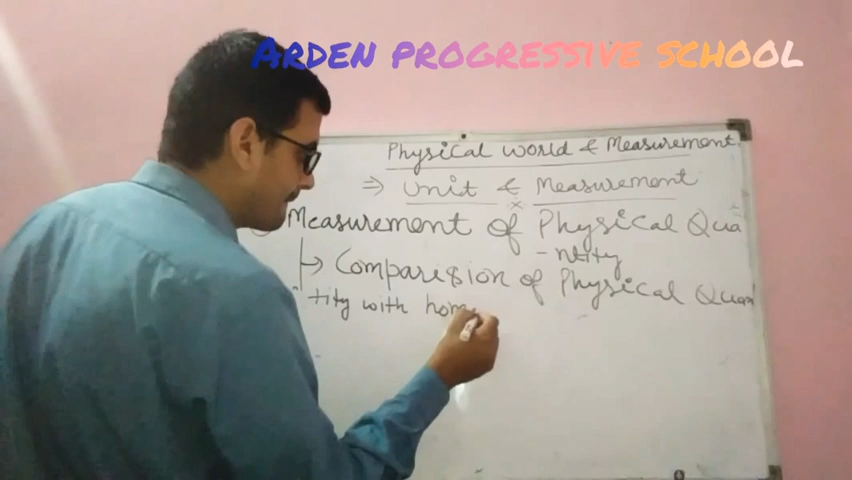 ARDEN PROGRESSIVE SCHOOL
Physical world & Measurement
⇒ Unit & Measurement
Measurement of Physical Qua
-ntity
↳ Comparision of Physical Quan
tity with hom